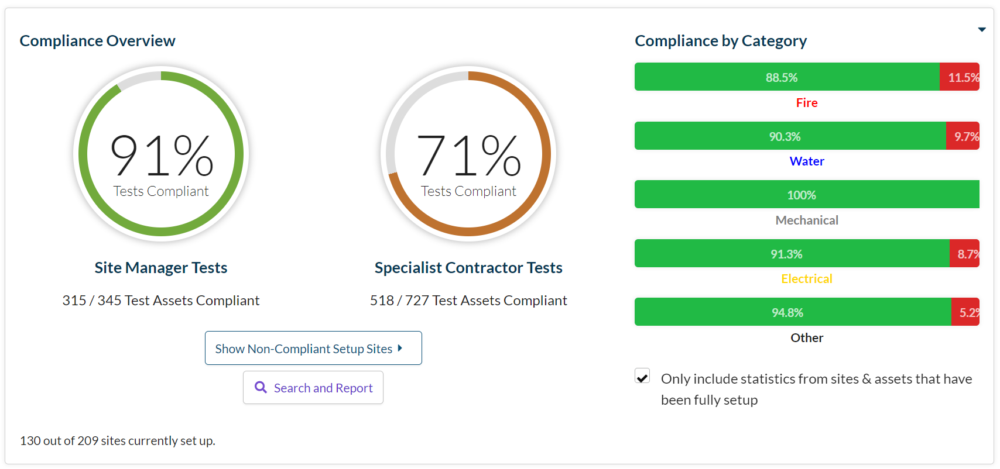 Compliance Overview
91%
Tests Compliant
Site Manager Tests
315 / 345 Test Assets Compliant
71%
Tests Compliant
Specialist Contractor Tests
518 / 727 Test Assets Compliant
Show Non-Compliant Setup Sites
Search and Report
130 out of 209 sites currently set up.
Compliance by Category
88.5% 11.5%
Fire
90.3% 9.7%
Water
100%
Mechanical
91.3% 8.7%
Electrical
94.8% 5.2%
Other
Only include statistics from sites & assets that have
been fully setup